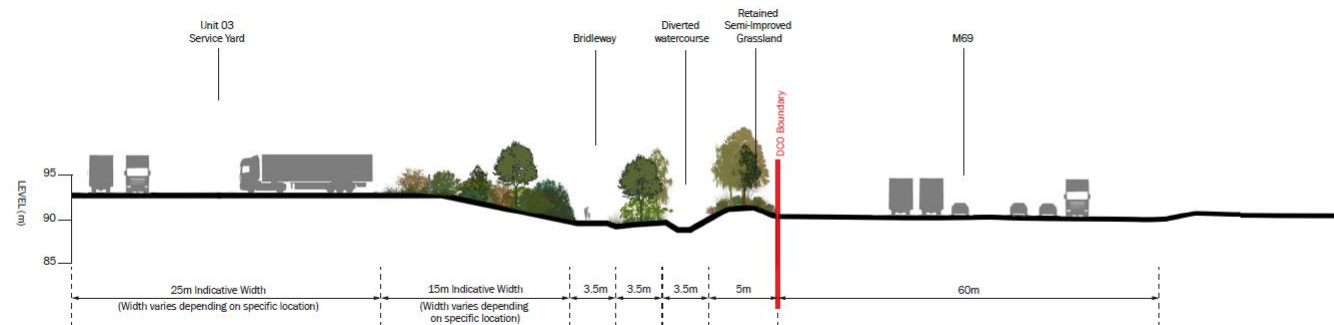 Unit 03
Service Yard
Bridleway
Diverted
watercourse
Retained
Semi-Improved
Grassland
M69
DCO Boundary
LEVEL (m)
95
90
85
25m Indicative Width
(Width varies depending on specific location)
15m Indicative Width
(Width varies depending
on specific location)
3.5m
3.5m
3.5m
5m
60m